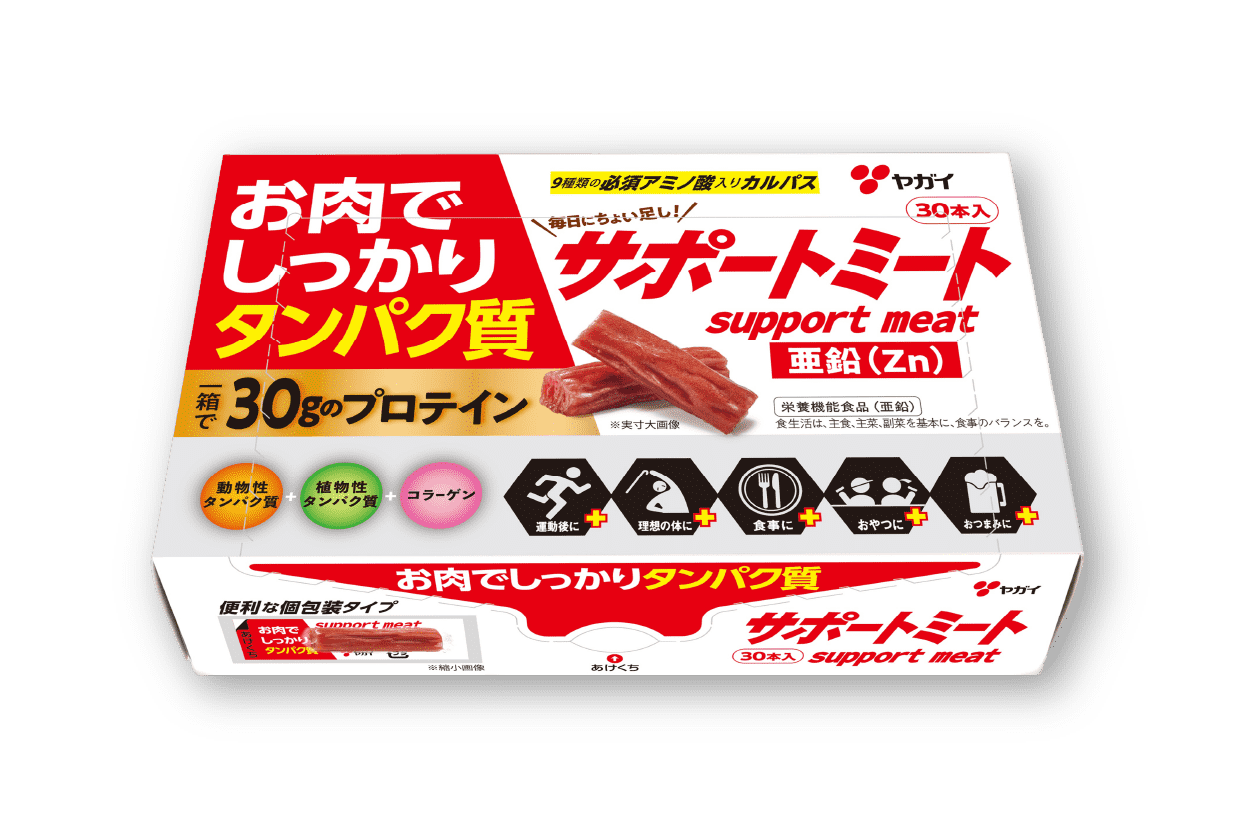 お肉で
しっかり
タンパク質
一箱で30gのプロテイン
9種類の必須アミノ酸入りカルパス
ヤガイ
30本入
毎日にちょい足し!
サポートミート
support meat
亜鉛(Zn)
※実寸大画像
栄養機能食品(亜鉛)
食生活は、主食、主菜、副菜を基本に、食事のバランスを。
動物性
タンパク質
+
植物性
タンパク質
+
コラーゲン
運動後に+
理想の体に+
食事に+
おやつに+
おつまみに+
お肉でしっかりタンパク質
便利な個包装タイプ
あけくち
お肉で
しっかり
タンパク質
support meat
ヤガイ
※縮小画像
あけくち
ヤガイ
サポートミート
30本入 support meat